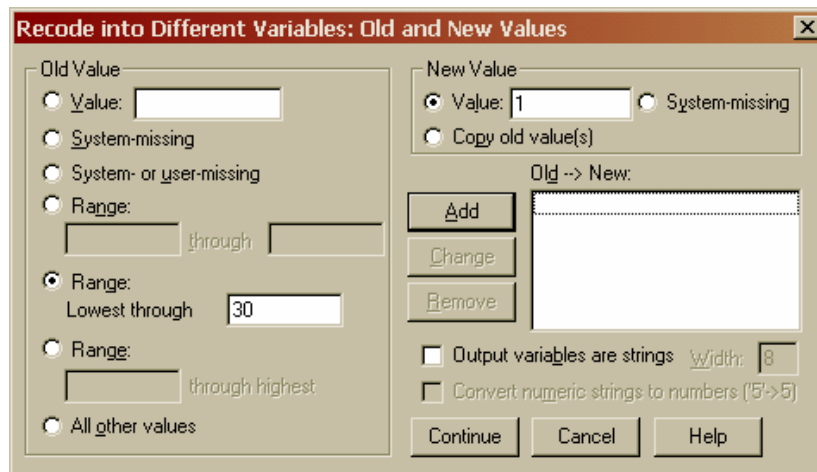 Recode into Different Variables: Old and New Values
Old Value
Value:
System-missing
System- or user-missing
Range:
through
Range:
Lowest through 30
Range:
through highest
All other values
New Value
Value: 1 System-missing
Copy old value(s)
Old --> New:
Add
Change
Remove
Output variables are strings Width: 8
Convert numeric strings to numbers ('5'->5)
Continue Cancel Help